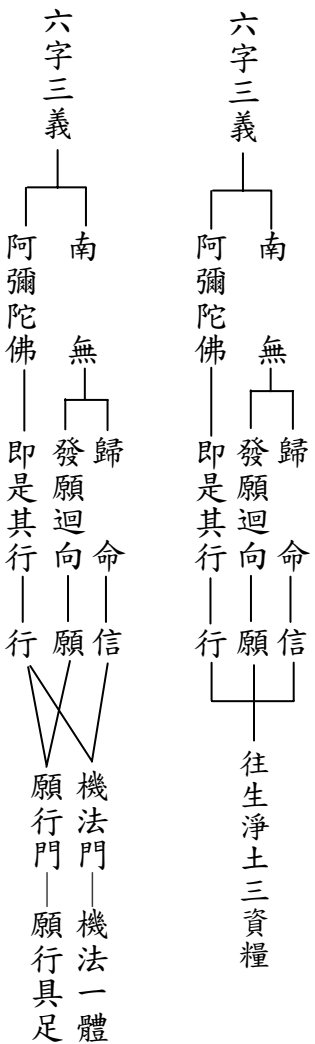 六字三義
南無
歸命
信
發願迴向
願
阿彌陀佛
即是其行
行
往生淨土三資糧
六字三義
南無
歸命
信
發願迴向
願
阿彌陀佛
即是其行
行
機法門
機法一體
願行門
願行具足